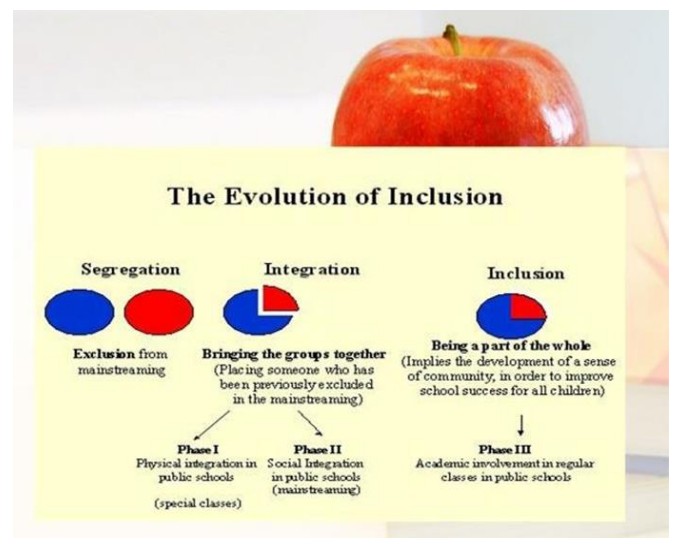 The Evolution of Inclusion
Segregation
Exclusion from
mainstreaming
Integration
Bringing the groups together
(Placing someone who has
been previously excluded
in the mainstreaming)
Phase I
Physical integration in
public schools
(special classes)
Phase II
Social Integration
in public schools
(mainstreaming)
Inclusion
Being a part of the whole
(Implies the development of a sense
of community, in order to improve
school success for all children)
Phase III
Academic involvement in regular
classes in public schools